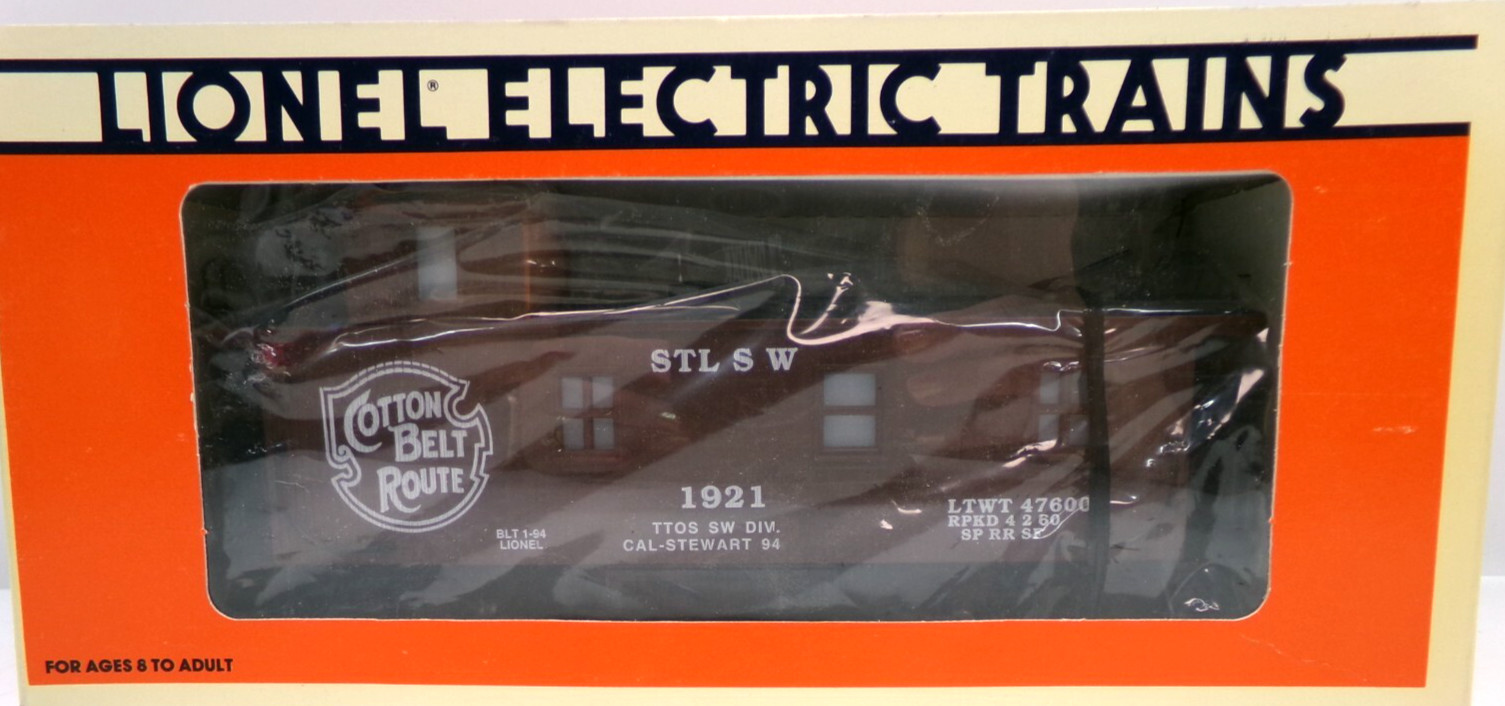 LIONEL® ELECTRIC TRAINS
STL S W
COTTON
BELT
ROUTE
1921
TTOS SW DIV.
CAL-STEWART 94
BLT 1-94
LIONEL
LTWT 47600
RPKD 4 2 60
SP RR SF
FOR AGES 8 TO ADULT